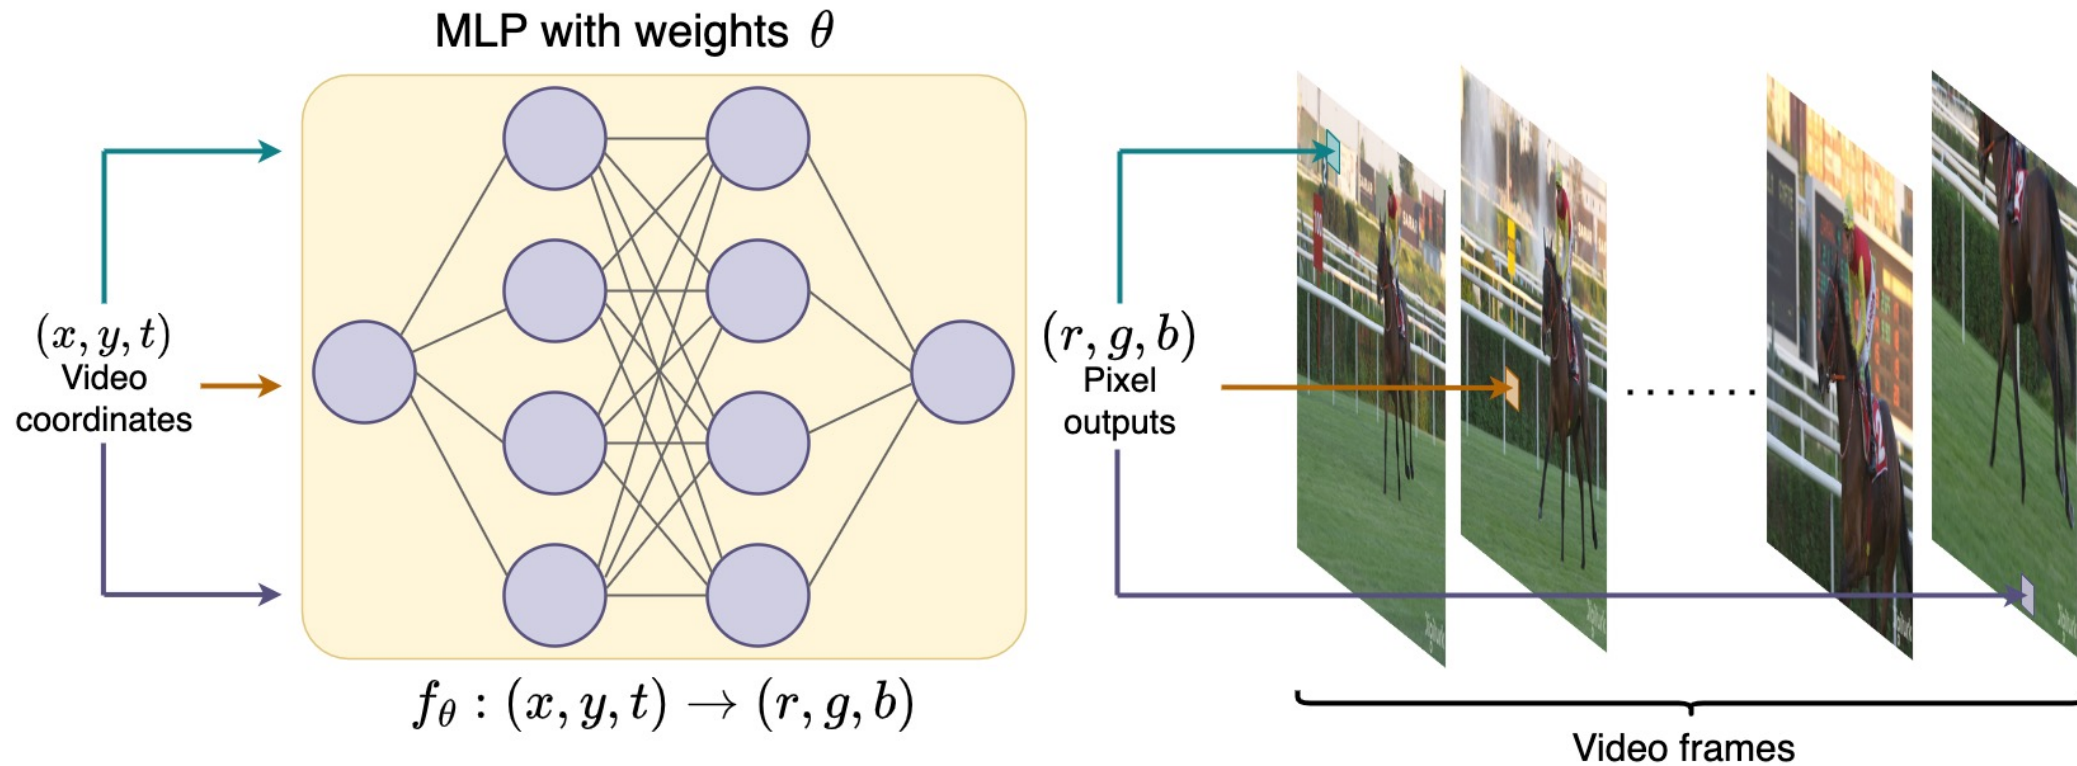 MLP with weights θ
(x, y, t)
Video
coordinates
(r, g, b)
Pixel
outputs
. . . . . . .
f_θ : (x, y, t) → (r, g, b)
Video frames